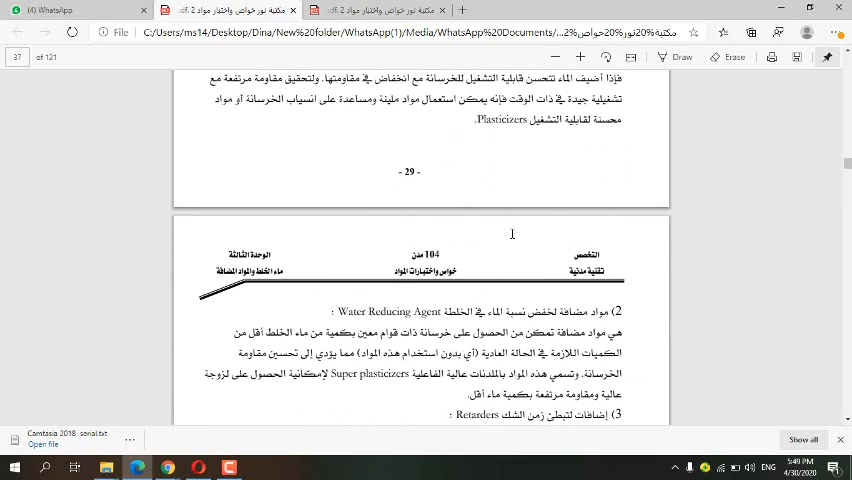 (4) WhatsApp
مكتبة نور خواص واختبار مواد 2 .pdf
مكتبة نور خواص واختبار مواد 2 .pdf
File
C:/Users/ms14/Desktop/Dina/New%20folder/WhatsApp(1)/Media/WhatsApp%20Documents/...2%مكتبة%20نور%20خواص
37 of 121
Draw
Erase
فإذا أضيف الماء تتحسن قابلية التشغيل للخرسانة مع انخفاض في مقاومتها. ولتحقيق مقاومة مرتفعة مع
تشغيلية جيدة في ذات الوقت فإنه يمكن استعمال مواد ملينة ومساعدة على انسياب الخرسانة أو مواد
محسنة لقابلية التشغيل Plasticizers.
- 29 -
التخصص 104 مدن الوحدة الثالثة
تقنية مدنية خواص واختبارات المواد ماء الخلط والمواد المضافة
2) مواد مضافة لخفض نسبة الماء في الخلطة Water Reducing Agent :
هي مواد مضافة تمكن من الحصول على خرسانة ذات قوام معين بكمية من ماء الخلط أقل من
الكميات اللازمة في الحالة العادية (أي بدون استخدام هذه المواد) مما يؤدي إلى تحسين مقاومة
الخرسانة. وتسمي هذه المواد بالملدنات عالية الفاعلية Super plasticizers لإمكانية الحصول على لزوجة
عالية ومقاومة مرتفعة بكمية ماء أقل.
3) إضافات لتبطئ زمن الشك Retarders :
Camtasia 2018 serial.txt
Open file
Show all
ENG
5:49 PM
4/30/2020